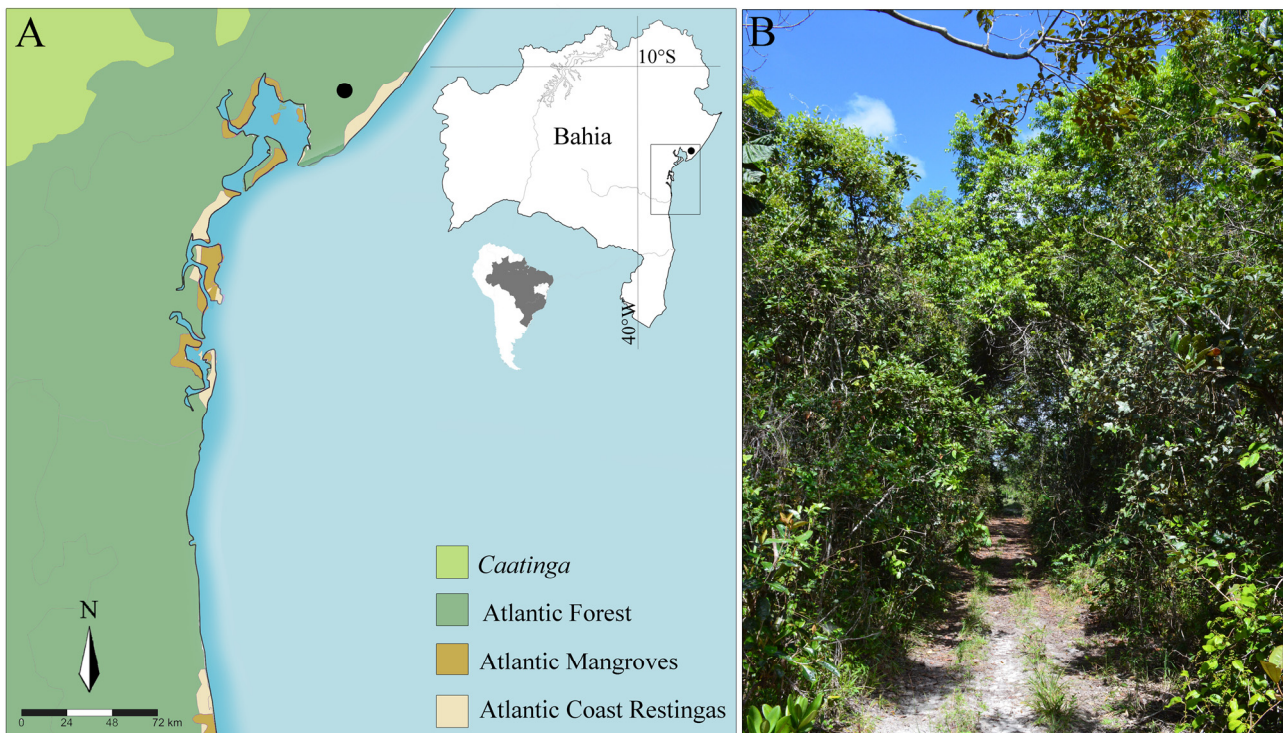 A
10°S
Bahia
40°W
Caatinga
Atlantic Forest
Atlantic Mangroves
Atlantic Coast Restingas
N
0 24 48 72 km
B